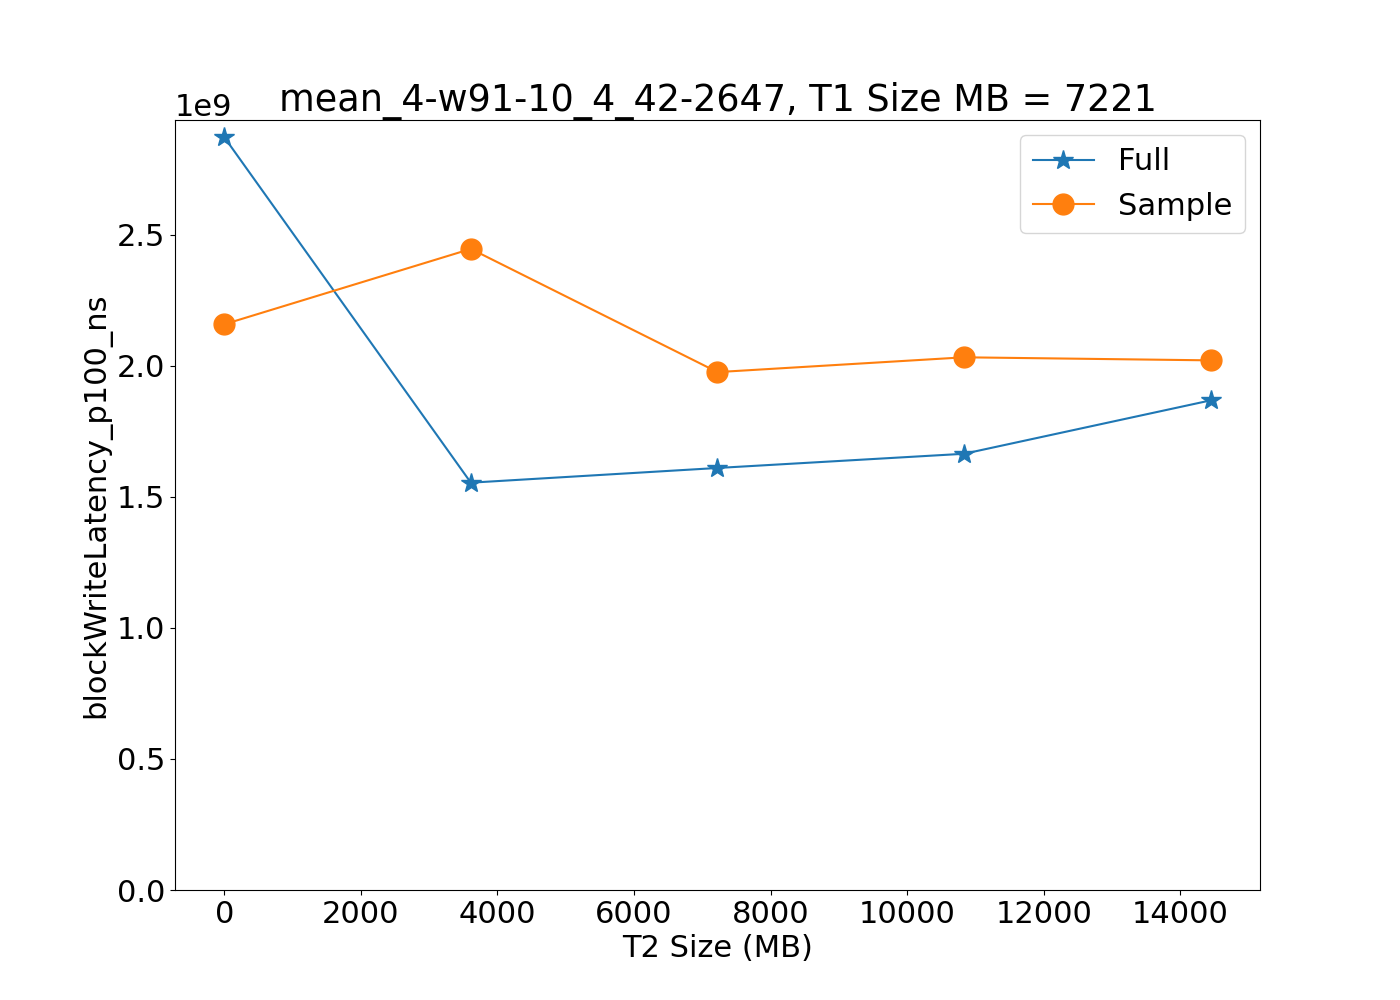 mean_4-w91-10_4_42-2647, T1 Size MB = 7221
1e9
Full
Sample
2.5
2.0
1.5
1.0
0.5
0.0
blockWriteLatency_p100_ns
0 2000 4000 6000 8000 10000 12000 14000
T2 Size (MB)